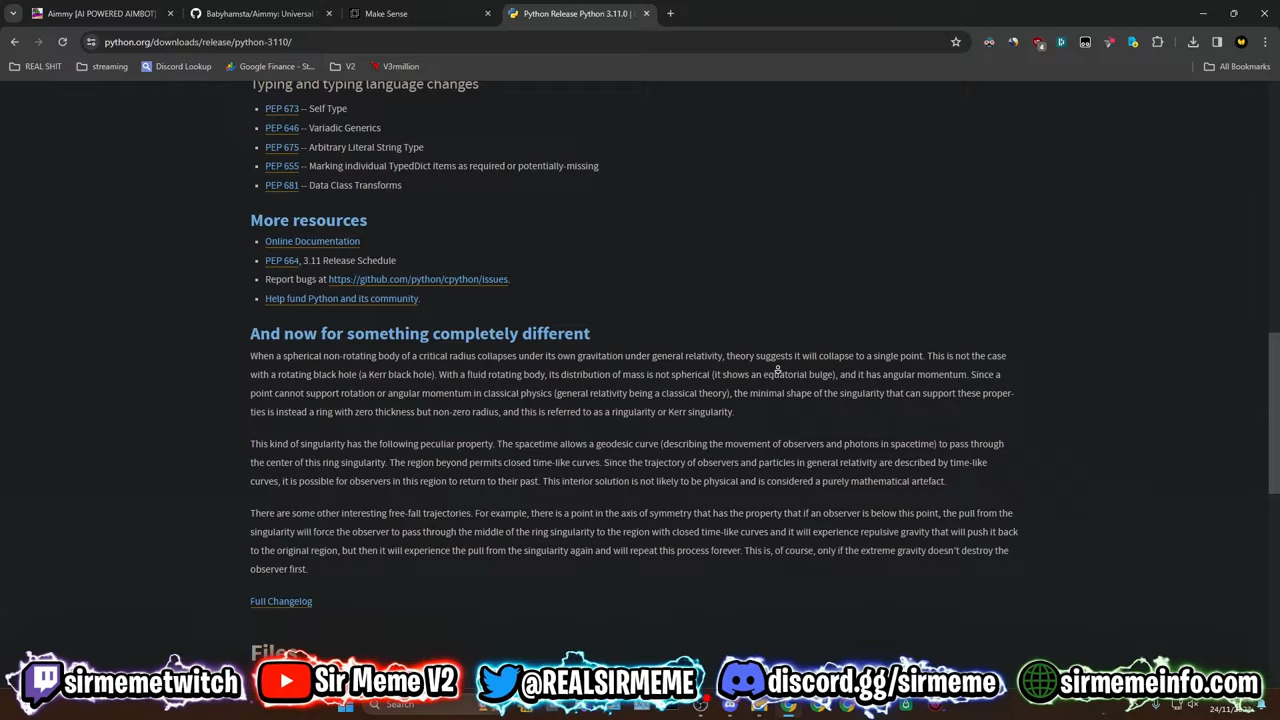 Aimmy [AI POWERED AIMBOT]
Babyhamsta/Aimmy: Universal
Make Sense
Python Release Python 3.11.0 |
python.org/downloads/release/python-3110/
4
REAL SHIT
streaming
Discord Lookup
Google Finance - St...
V2
V3million
All Bookmarks
Typing and typing language changes
PEP 673 -- Self Type
PEP 646 -- Variadic Generics
PEP 675 -- Arbitrary Literal String Type
PEP 655 -- Marking individual TypedDict items as required or potentially-missing
PEP 681 -- Data Class Transforms
More resources
Online Documentation
PEP 664, 3.11 Release Schedule
Report bugs at https://github.com/python/cpython/issues.
Help fund Python and its community.
And now for something completely different
When a spherical non-rotating body of a critical radius collapses under its own gravitation under general relativity, theory suggests it will collapse to a single point. This is not the case
with a rotating black hole (a Kerr black hole). With a fluid rotating body, its distribution of mass is not spherical (it shows an equatorial bulge), and it has angular momentum. Since a
point cannot support rotation or angular momentum in classical physics (general relativity being a classical theory), the minimal shape of the singularity that can support these proper-
ties is instead a ring with zero thickness but non-zero radius, and this is referred to as a ringularity or Kerr singularity.
This kind of singularity has the following peculiar property. The spacetime allows a geodesic curve (describing the movement of observers and photons in spacetime) to pass through
the center of this ring singularity. The region beyond permits closed time-like curves. Since the trajectory of observers and particles in general relativity are described by time-like
curves, it is possible for observers in this region to return to their past. This interior solution is not likely to be physical and is considered a purely mathematical artefact.
There are some other interesting free-fall trajectories. For example, there is a point in the axis of symmetry that has the property that if an observer is below this point, the pull from the
singularity will force the observer to pass through the middle of the ring singularity to the region with closed time-like curves and it will experience repulsive gravity that will push it back
to the original region, but then it will experience the pull from the singularity again and will repeat this process forever. This is, of course, only if the extreme gravity doesn't destroy the
observer first.
Full Changelog
Files
sirmemetwitch
Sir Meme V2
@REALSIRMEME
discord.gg/sirmeme
sirmemeinfo.com
Search